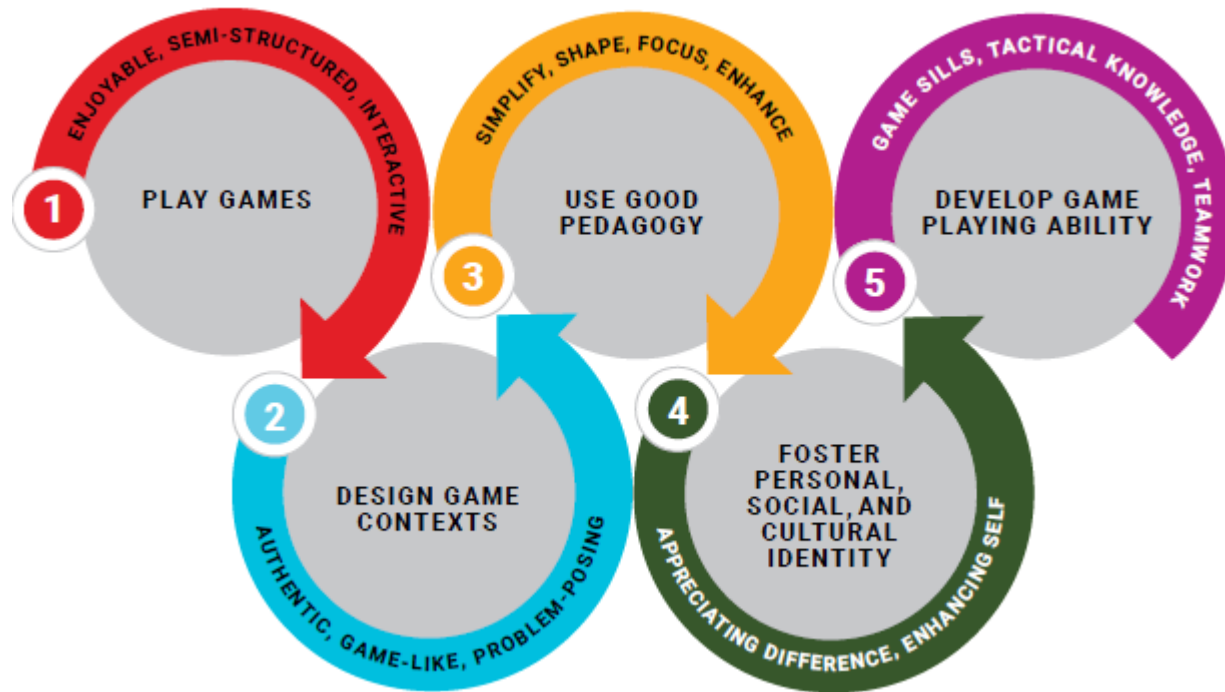 1
ENJOYABLE, SEMI-STRUCTURED, INTERACTIVE
PLAY GAMES
2
DESIGN GAME
CONTEXTS
AUTHENTIC, GAME-LIKE, PROBLEM-POSING
3
SIMPLIFY, SHAPE, FOCUS, ENHANCE
USE GOOD
PEDAGOGY
4
FOSTER
PERSONAL,
SOCIAL, AND
CULTURAL
IDENTITY
APPRECIATING DIFFERENCE, ENHANCING SELF
5
GAME SILLS, TACTICAL KNOWLEDGE, TEAMWORK
DEVELOP GAME
PLAYING ABILITY